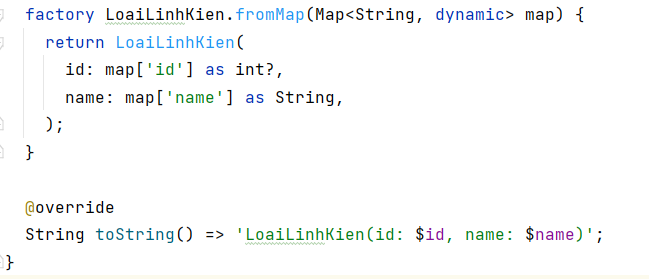 factory LoaiLinhKien.fromMap(Map<String, dynamic> map) {
  return LoaiLinhKien(
    id: map['id'] as int?,
    name: map['name'] as String,
  );
}

@override
String toString() => 'LoaiLinhKien(id: $id, name: $name)';
}